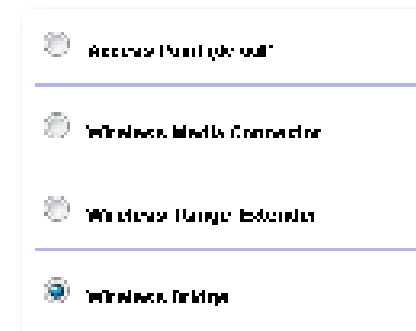 Access Point (default)
Wireless Media Connector
Wireless Range Extender
Wireless Bridge